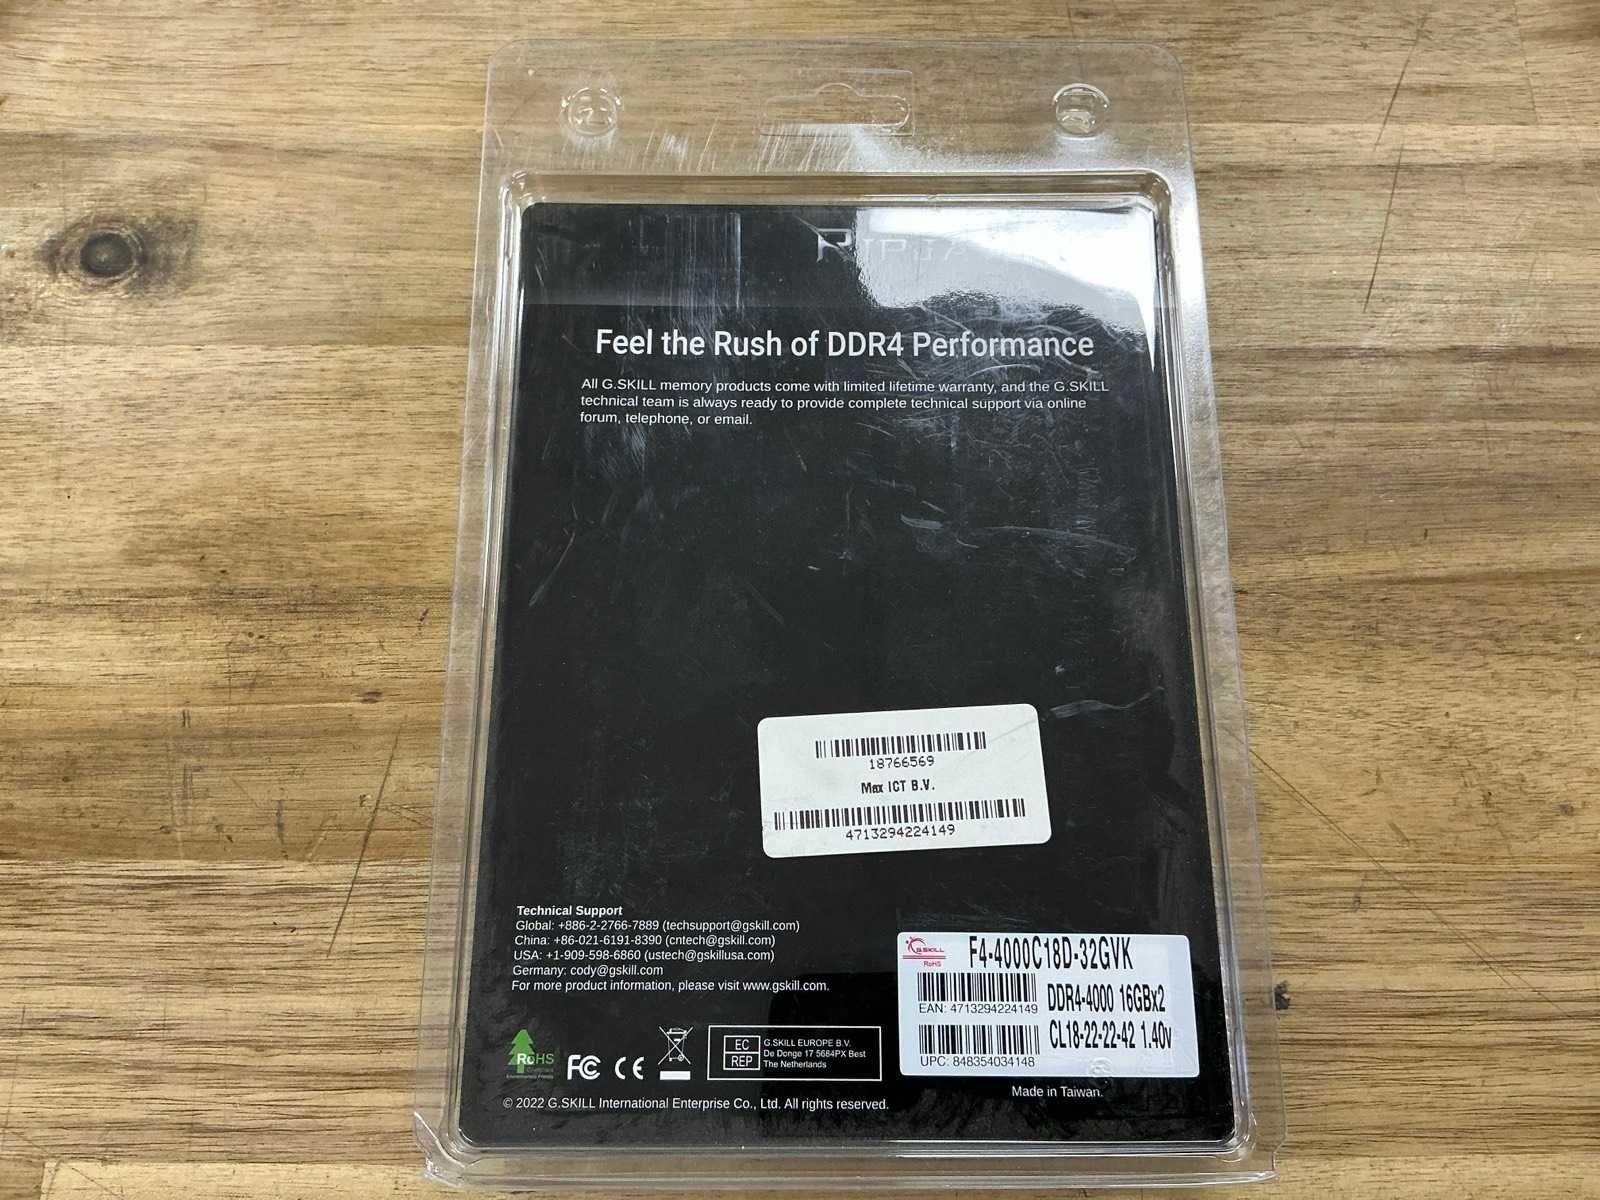 Feel the Rush of DDR4 Performance
All G.SKILL memory products come with limited lifetime warranty, and the G.SKILL
technical team is always ready to provide complete technical support via online
forum, telephone, or email.
18766569
Max ICT B.V.
4713294224149
Technical Support
Global: +886-2-2766-7889 (techsupport@gskill.com)
China: +86-021-6191-8390 (cntech@gskill.com)
USA: +1-909-598-6860 (ustech@gskillusa.com)
Germany: cody@gskill.com
For more product information, please visit www.gskill.com.
G.SKILL
RoHS
F4-4000C18D-32GVK
EAN: 4713294224149
DDR4-4000 16GBx2
CL18-22-22-42 1.40v
UPC: 848354034148
Made in Taiwan.
RoHS
FC CE
EC
REP
G.SKILL EUROPE B.V.
De Donge 17 5684PX Best
The Netherlands
© 2022 G.SKILL International Enterprise Co., Ltd. All rights reserved.